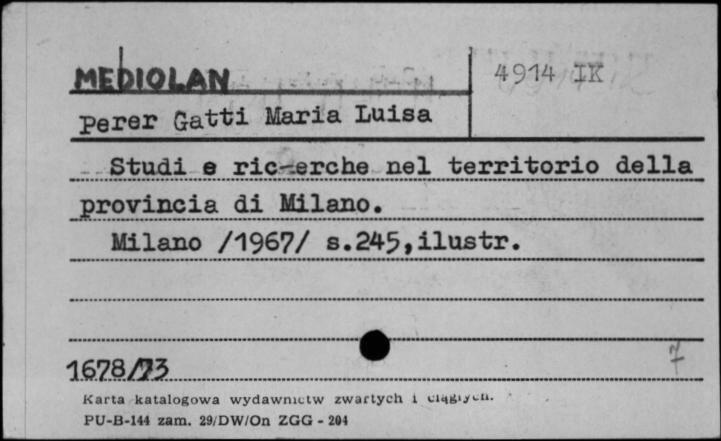 MEDIOLAN
4914 IK
Perer Gatti Maria Luisa
Studi e ric-erche nel territorio della
provincia di Milano.
Milano /1967/ s.245,ilustr.
7
1678/73
Karta katalogowa wydawnictw zwartych i ciągłych.
PU-B-144 zam. 29/DW/On ZGG - 204